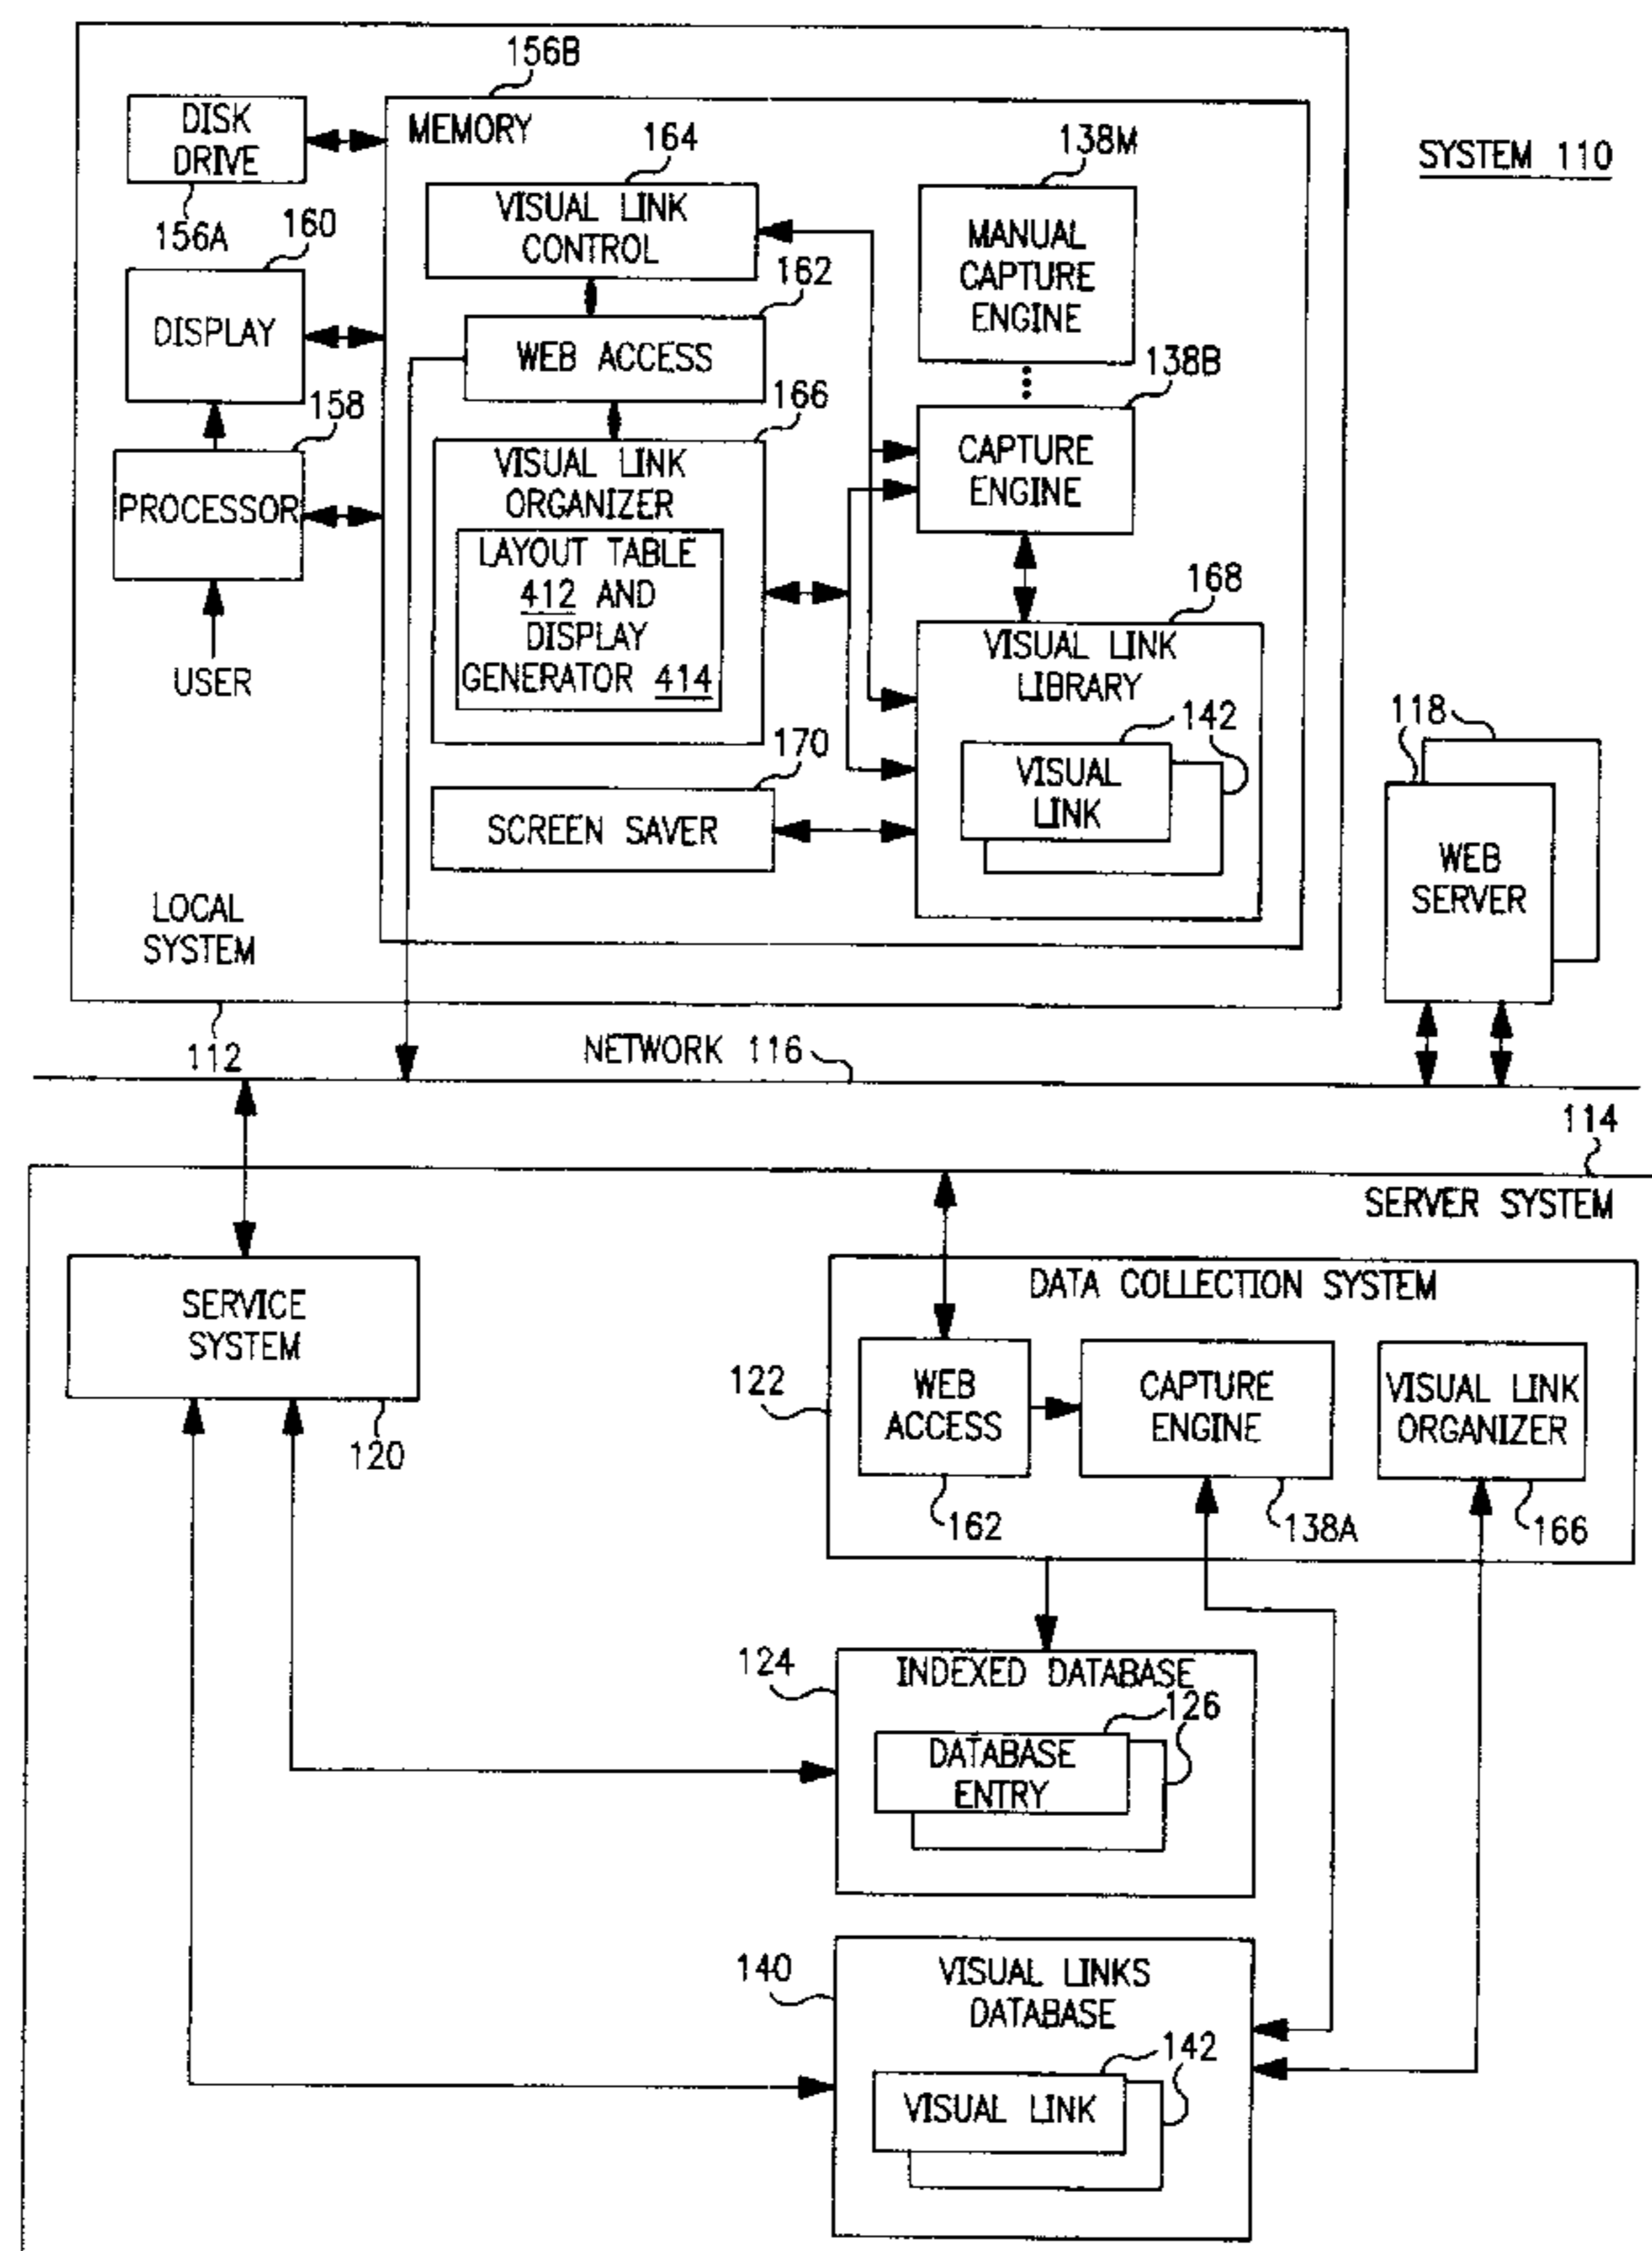 156B
DISK
DRIVE
156A
MEMORY
164
138M
SYSTEM 110
VISUAL LINK
CONTROL
MANUAL
CAPTURE
ENGINE
160
DISPLAY
162
WEB ACCESS
138B
CAPTURE
ENGINE
158
PROCESSOR
USER
166
VISUAL LINK
ORGANIZER
LAYOUT TABLE
412 AND
DISPLAY
GENERATOR 414
168
VISUAL LINK
LIBRARY
142
VISUAL
LINK
170
SCREEN SAVER
118
WEB
SERVER
LOCAL
SYSTEM
112
NETWORK 116
114
SERVER SYSTEM
SERVICE
SYSTEM
120
DATA COLLECTION SYSTEM
122
WEB
ACCESS
162
CAPTURE
ENGINE
138A
VISUAL LINK
ORGANIZER
166
124
INDEXED DATABASE
126
DATABASE
ENTRY
140
VISUAL LINKS
DATABASE
142
VISUAL LINK